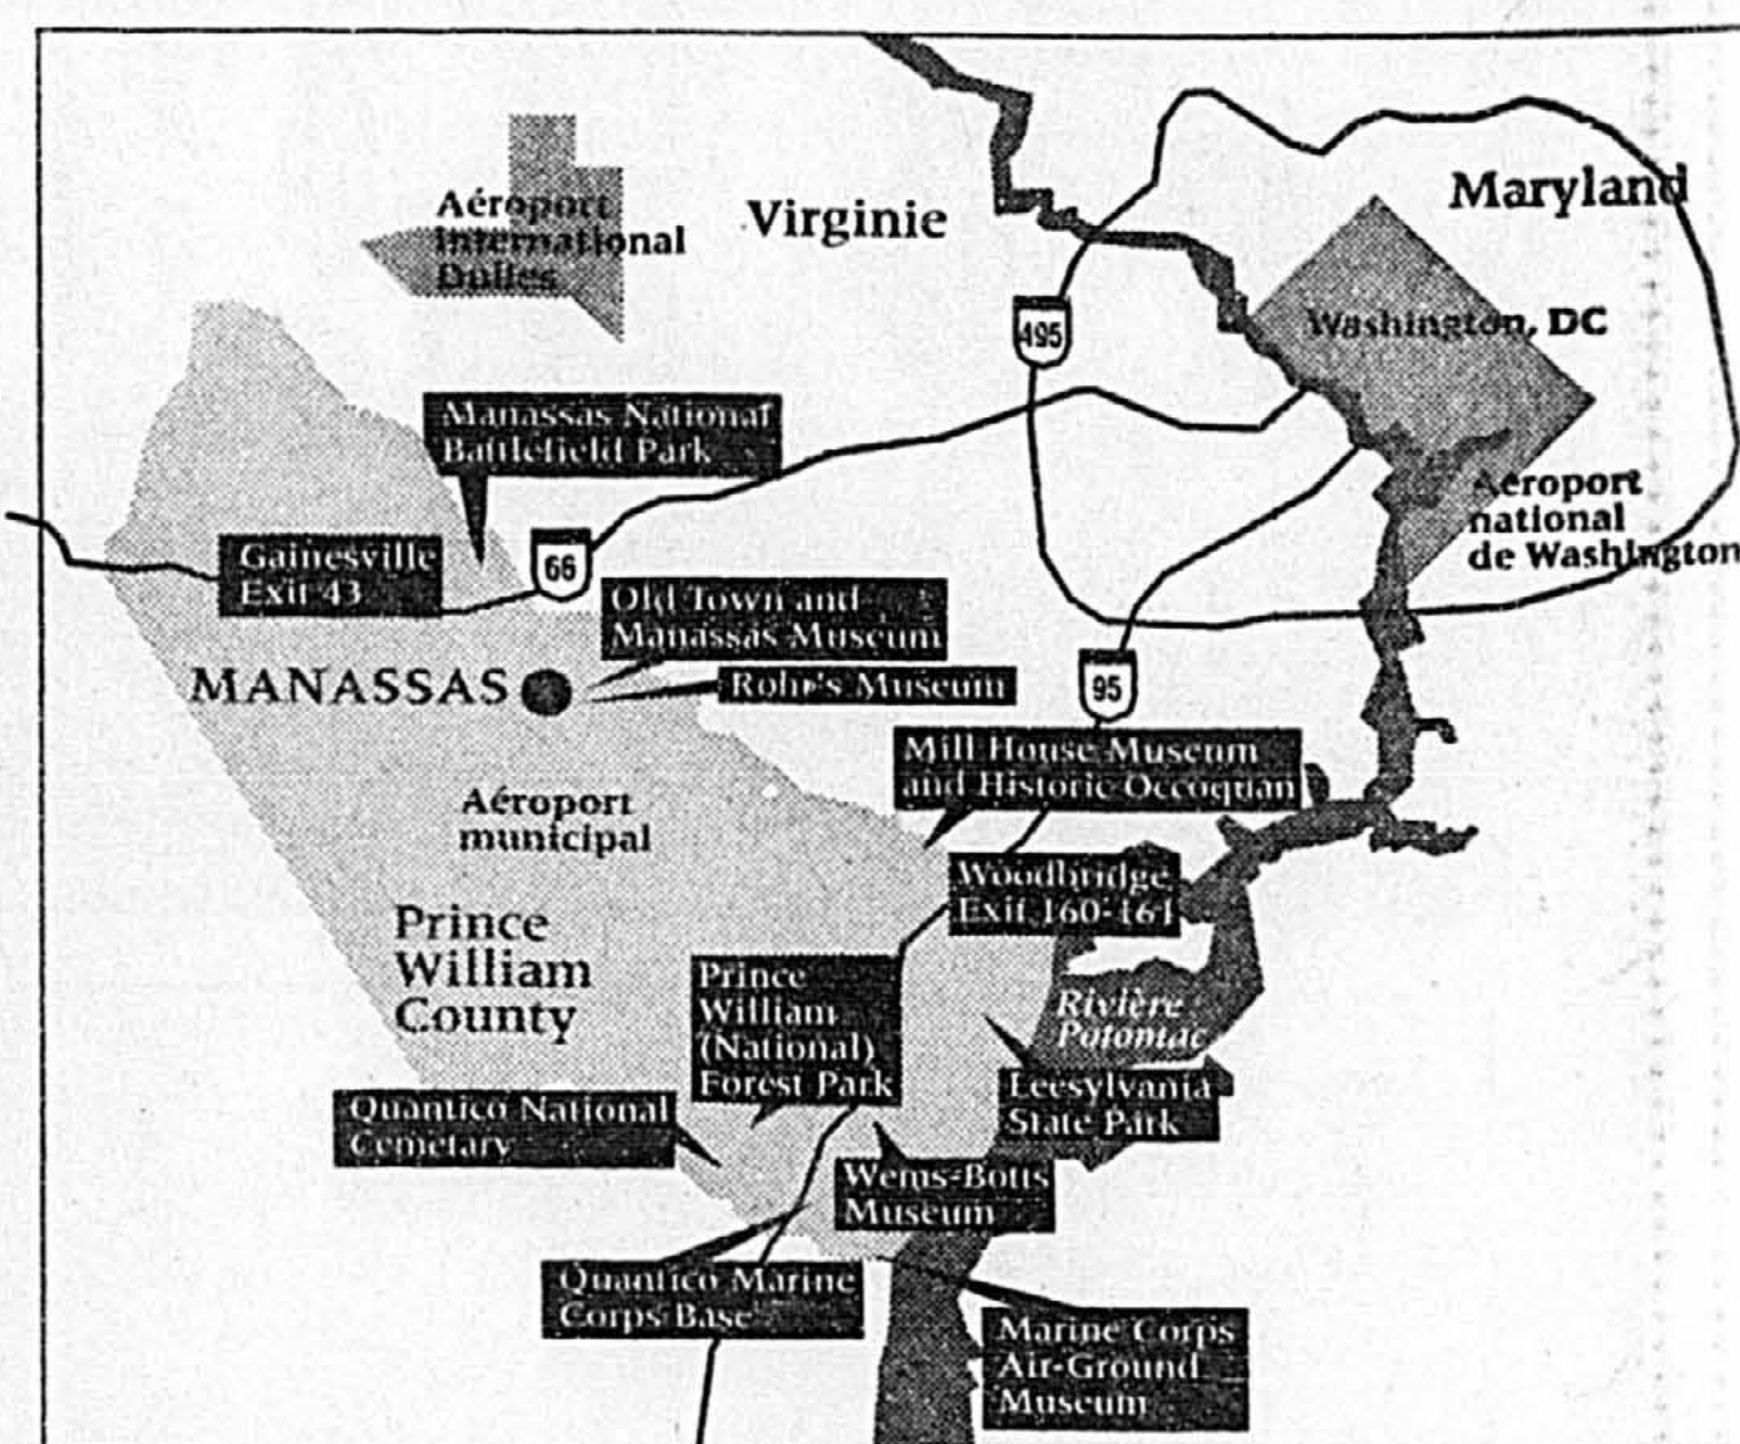 Aéroport
international
Dulles
Virginie
Maryland
495
Washington, DC
Manassas National
Battlefield Park
Aéroport
national
de Washington
Gainesville
Exit 43
66
Old Town and
Manassas Museum
MANASSAS
Rohr's Museum
95
Mill House Museum
and Historic Occoquan
Aéroport
municipal
Woodbridge
Exit 160-161
Prince
William
County
Prince
William
(National)
Forest Park
Rivière
Potomac
Leesylvania
State Park
Quantico National
Cemetary
Wems-Botts
Museum
Quantico Marine
Corps Base
Marine Corps
Air-Ground
Museum